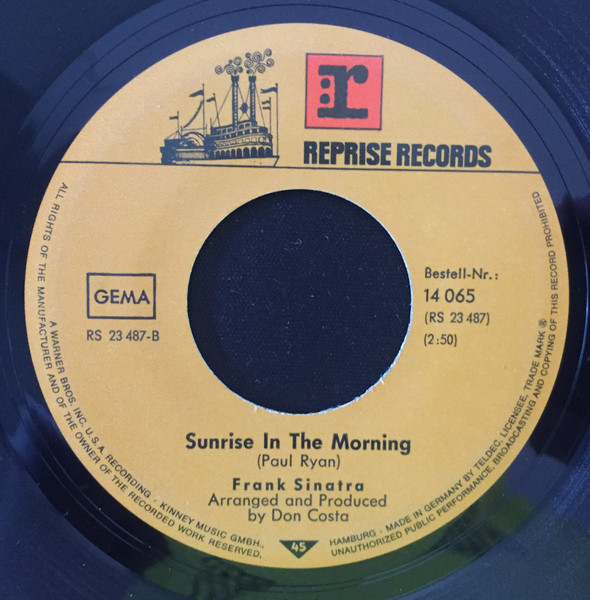 r
REPRISE RECORDS
GEMA
RS 23 487-B
Bestell-Nr.:
14 065
(RS 23 487)
(2:50)
Sunrise In The Morning
(Paul Ryan)
Frank Sinatra
Arranged and Produced
by Don Costa
45
ALL RIGHTS OF THE MANUFACTURER AND OF THE OWNER OF THE RECORDED WORK RESERVED,
A WARNER BROS. INC. U.S.A. RECORDING · KINNEY MUSIC GMBH.,
HAMBURG · MADE IN GERMANY BY TELDEC, LICENSEE, TRADE MARK ®
UNAUTHORIZED PUBLIC PERFORMANCE, BROADCASTING AND COPYING OF THIS RECORD PROHIBITED